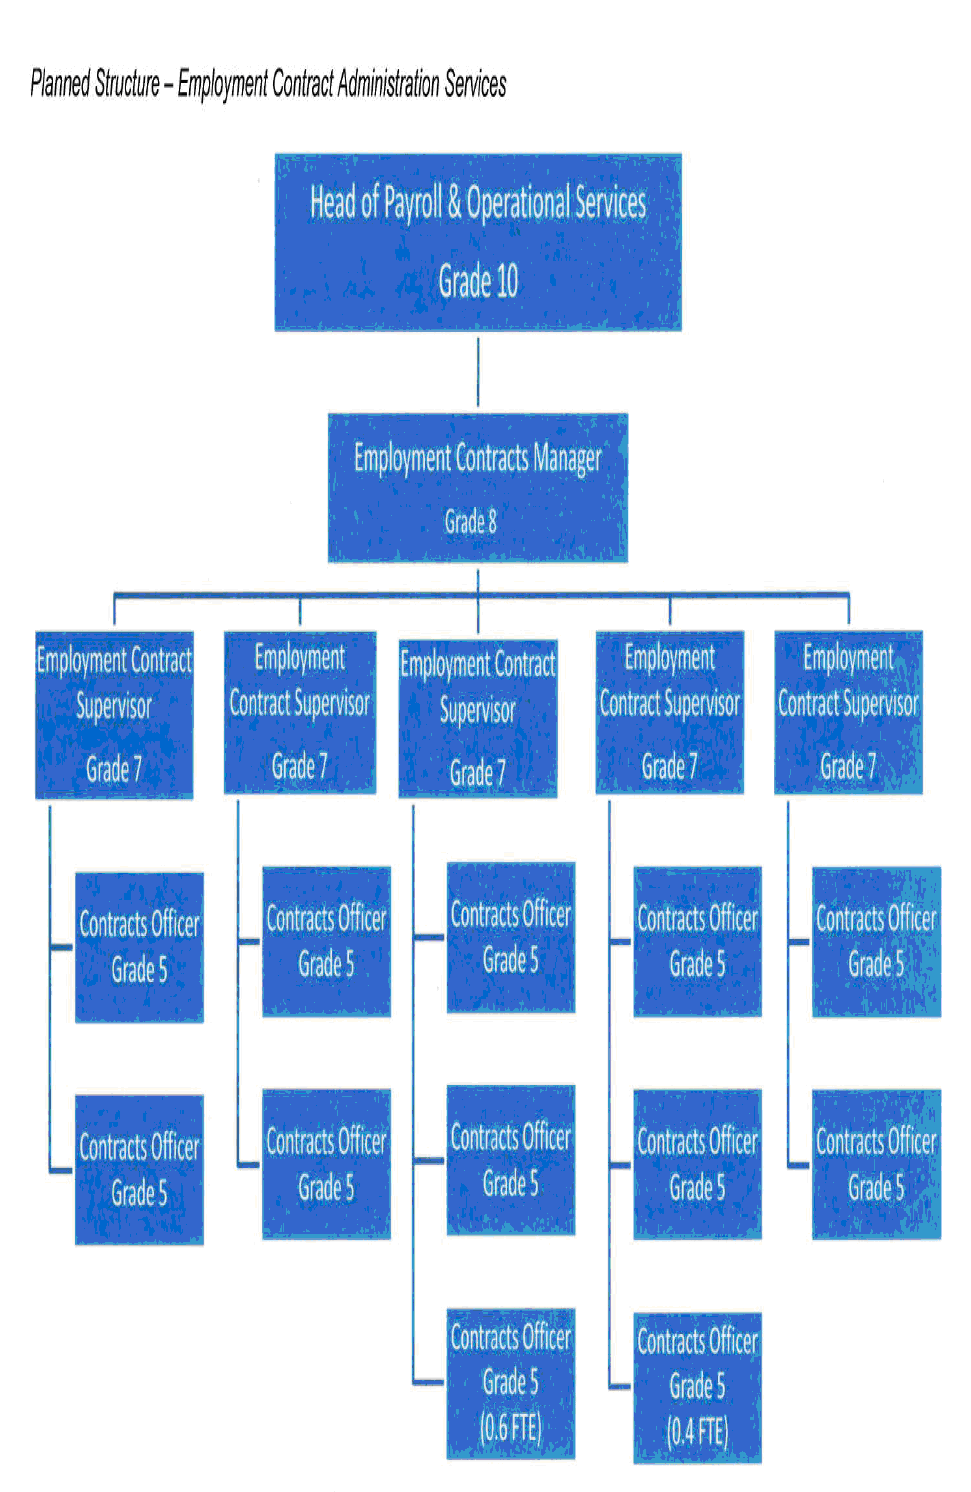 Planned Structure – Employment Contract Administration Services
Head of Payroll & Operational Services
Grade 10
Employment Contracts Manager
Grade 8
Employment Contract
Supervisor
Grade 7
Employment
Contract Supervisor
Grade 7
Employment Contract
Supervisor
Grade 7
Employment
Contract Supervisor
Grade 7
Employment
Contract Supervisor
Grade 7
Contracts Officer
Grade 5
Contracts Officer
Grade 5
Contracts Officer
Grade 5
Contracts Officer
Grade 5
Contracts Officer
Grade 5
Contracts Officer
Grade 5
Contracts Officer
Grade 5
Contracts Officer
Grade 5
Contracts Officer
Grade 5
Contracts Officer
Grade 5
Contracts Officer
Grade 5
(0.6 FTE)
Contracts Officer
Grade 5
(0.4 FTE)